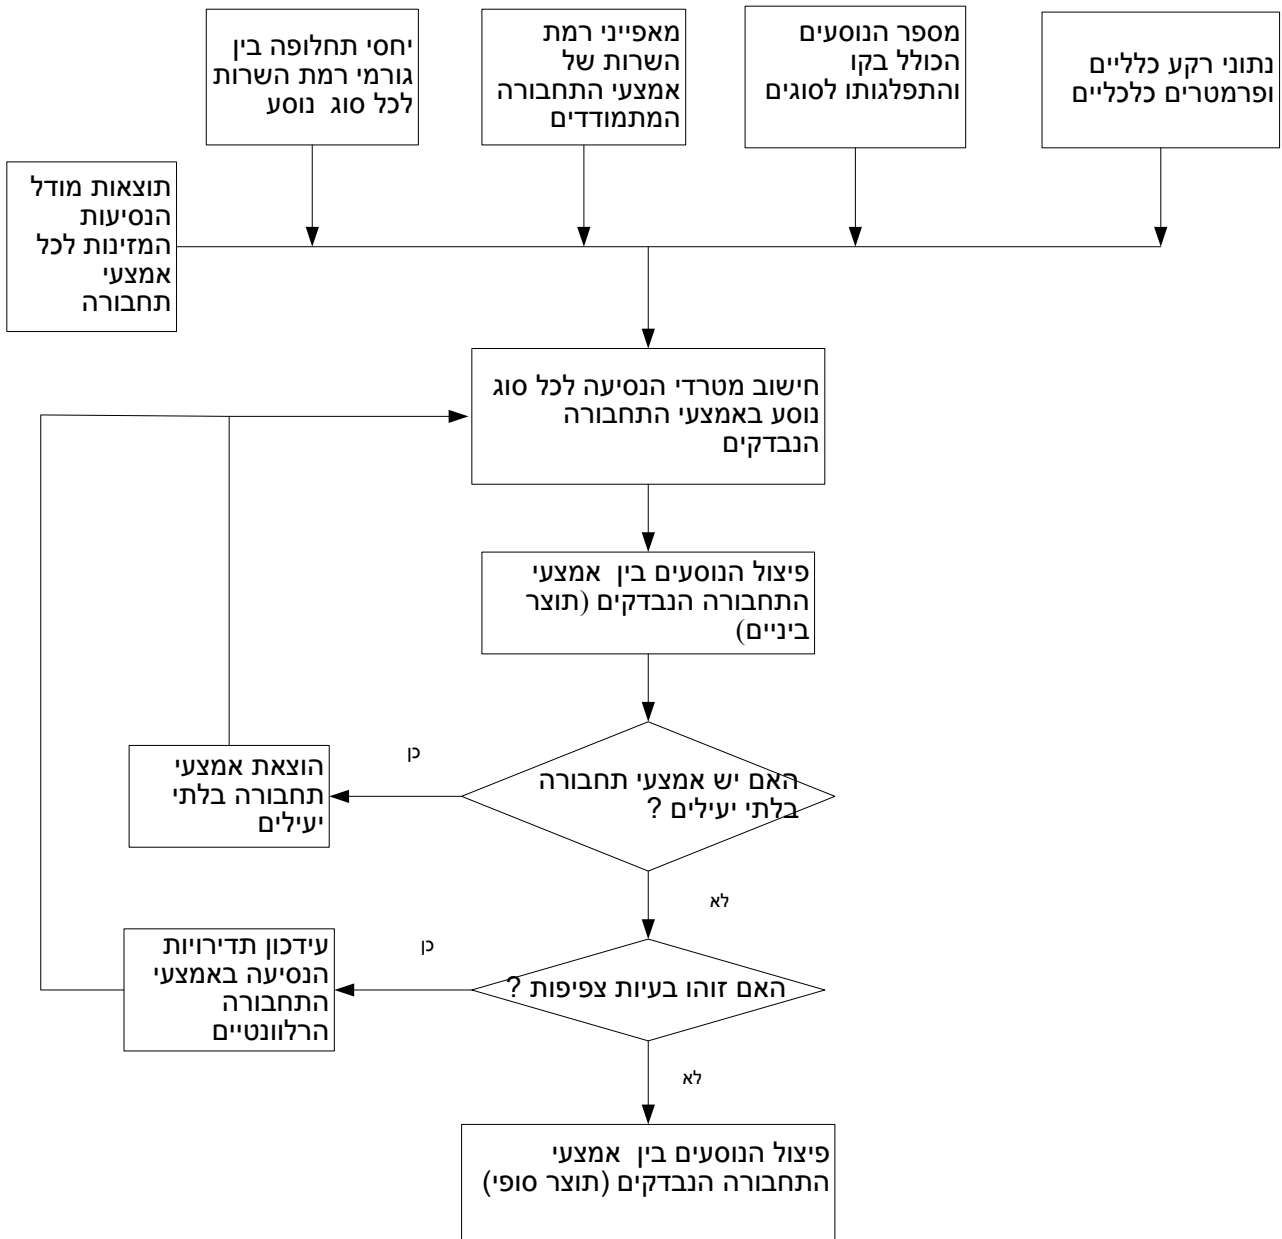 נתוני רקע כלליים
ופרמטרים כלכליים
מספר הנוסעים
הכולל בקו
והתפלגותו לסוגים
מאפייני רמת
השרות של
אמצעי התחבורה
המתמודדים
יחסי תחלופה בין
גורמי רמת השרות
לכל סוג נוסע
תוצאות מודל
הנסיעות
המזינות לכל
אמצעי
תחבורה
חישוב מטרדי הנסיעה לכל סוג
נוסע באמצעי התחבורה
הנבדקים
פיצול הנוסעים בין אמצעי
התחבורה הנבדקים (תוצר
ביניים)
האם יש אמצעי תחבורה
בלתי יעילים ?
כן
הוצאת אמצעי
תחבורה בלתי
יעילים
לא
האם זוהו בעיות צפיפות ?
כן
עידכון תדירויות
הנסיעה באמצעי
התחבורה
הרלוונטיים
לא
פיצול הנוסעים בין אמצעי
התחבורה הנבדקים (תוצר סופי)